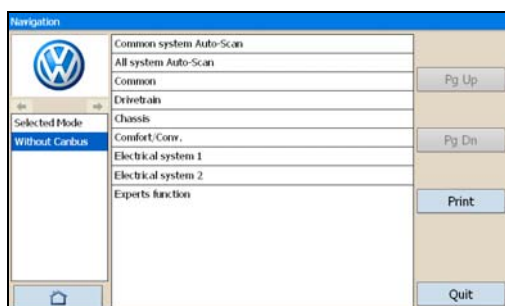 Navigation
Common system Auto-Scan
All system Auto-Scan
Common
Drivetrain
Chassis
Comfort/Conv.
Electrical system 1
Electrical system 2
Experts function
Selected Mode
Without Canbus
Pg Up
Pg Dn
Print
Quit